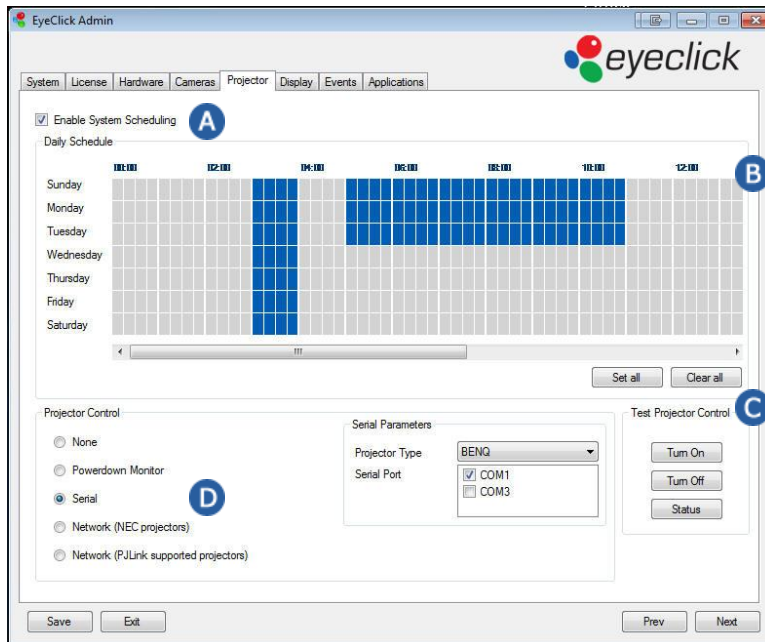 EyeClick Admin
eyeclick
System License Hardware Cameras Projector Display Events Applications
Enable System Scheduling A
Daily Schedule
00:00 02:00 04:00 06:00 08:00 10:00 12:00 B
Sunday
Monday
Tuesday
Wednesday
Thursday
Friday
Saturday
Set all Clear all
Projector Control
None
Powerdown Monitor
Serial
Network (NEC projectors)
Network (PJLink supported projectors)
D
Serial Parameters
Projector Type BENQ
Serial Port COM1
COM3
Test Projector Control C
Turn On
Turn Off
Status
Save Exit Prev Next